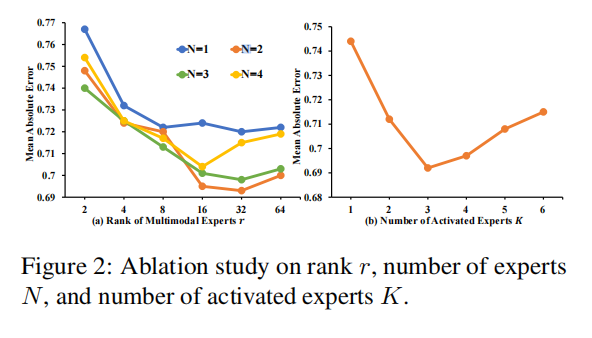 0.77
0.76
0.75
0.74
0.73
0.72
0.71
0.7
0.69
Mean Absolute Error
N=1 N=2
N=3 N=4
2 4 8 16 32 64
(a) Rank of Multimodal Experts r
0.75
0.74
0.73
0.72
0.71
0.7
0.69
0.68
Mean Absolute Error
1 2 3 4 5 6
(b) Number of Activated Experts K
Figure 2: Ablation study on rank r, number of experts
N, and number of activated experts K.